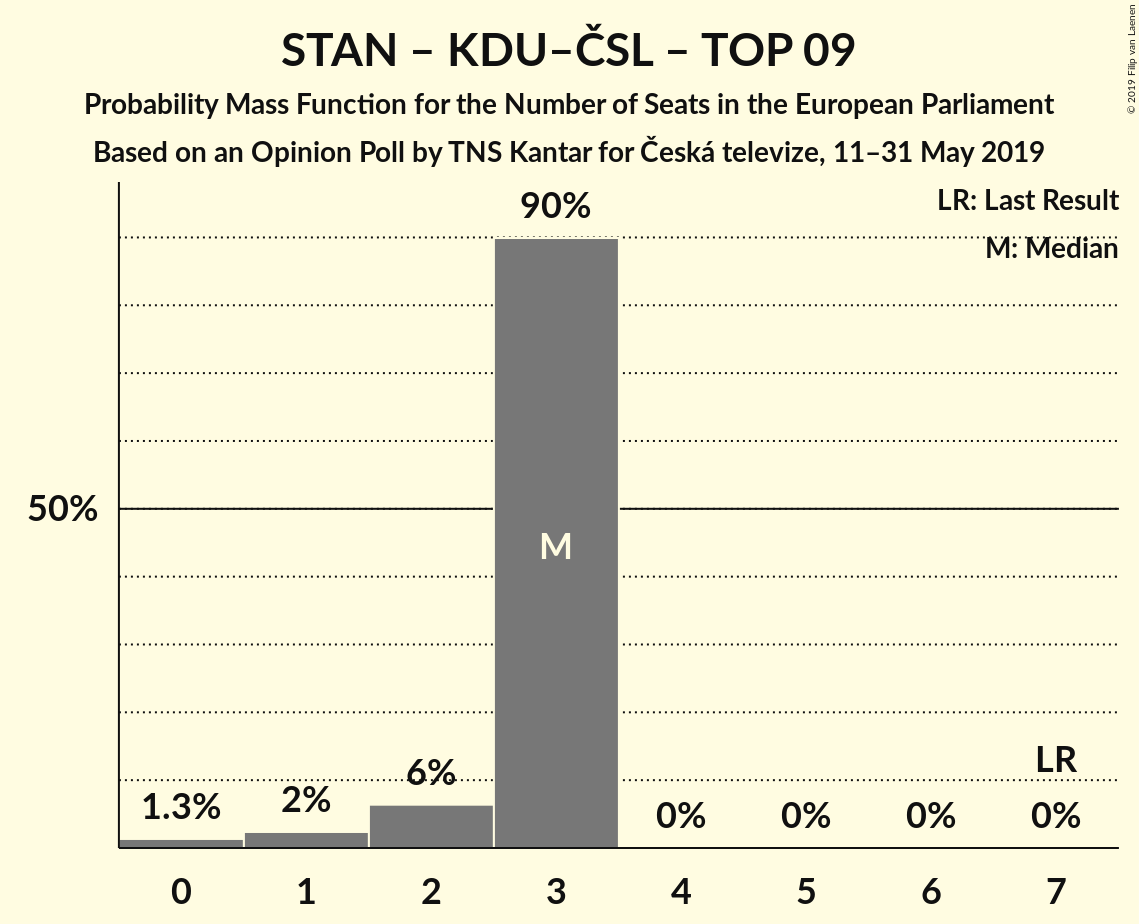 STAN – KDU–ČSL – TOP 09
Probability Mass Function for the Number of Seats in the European Parliament
Based on an Opinion Poll by TNS Kantar for Česká televize, 11–31 May 2019
© 2019 Filip van Laenen
LR: Last Result
M: Median
90%
50%
M
LR
6%
2%
1.3%
0% 0% 0% 0%
0 1 2 3 4 5 6 7